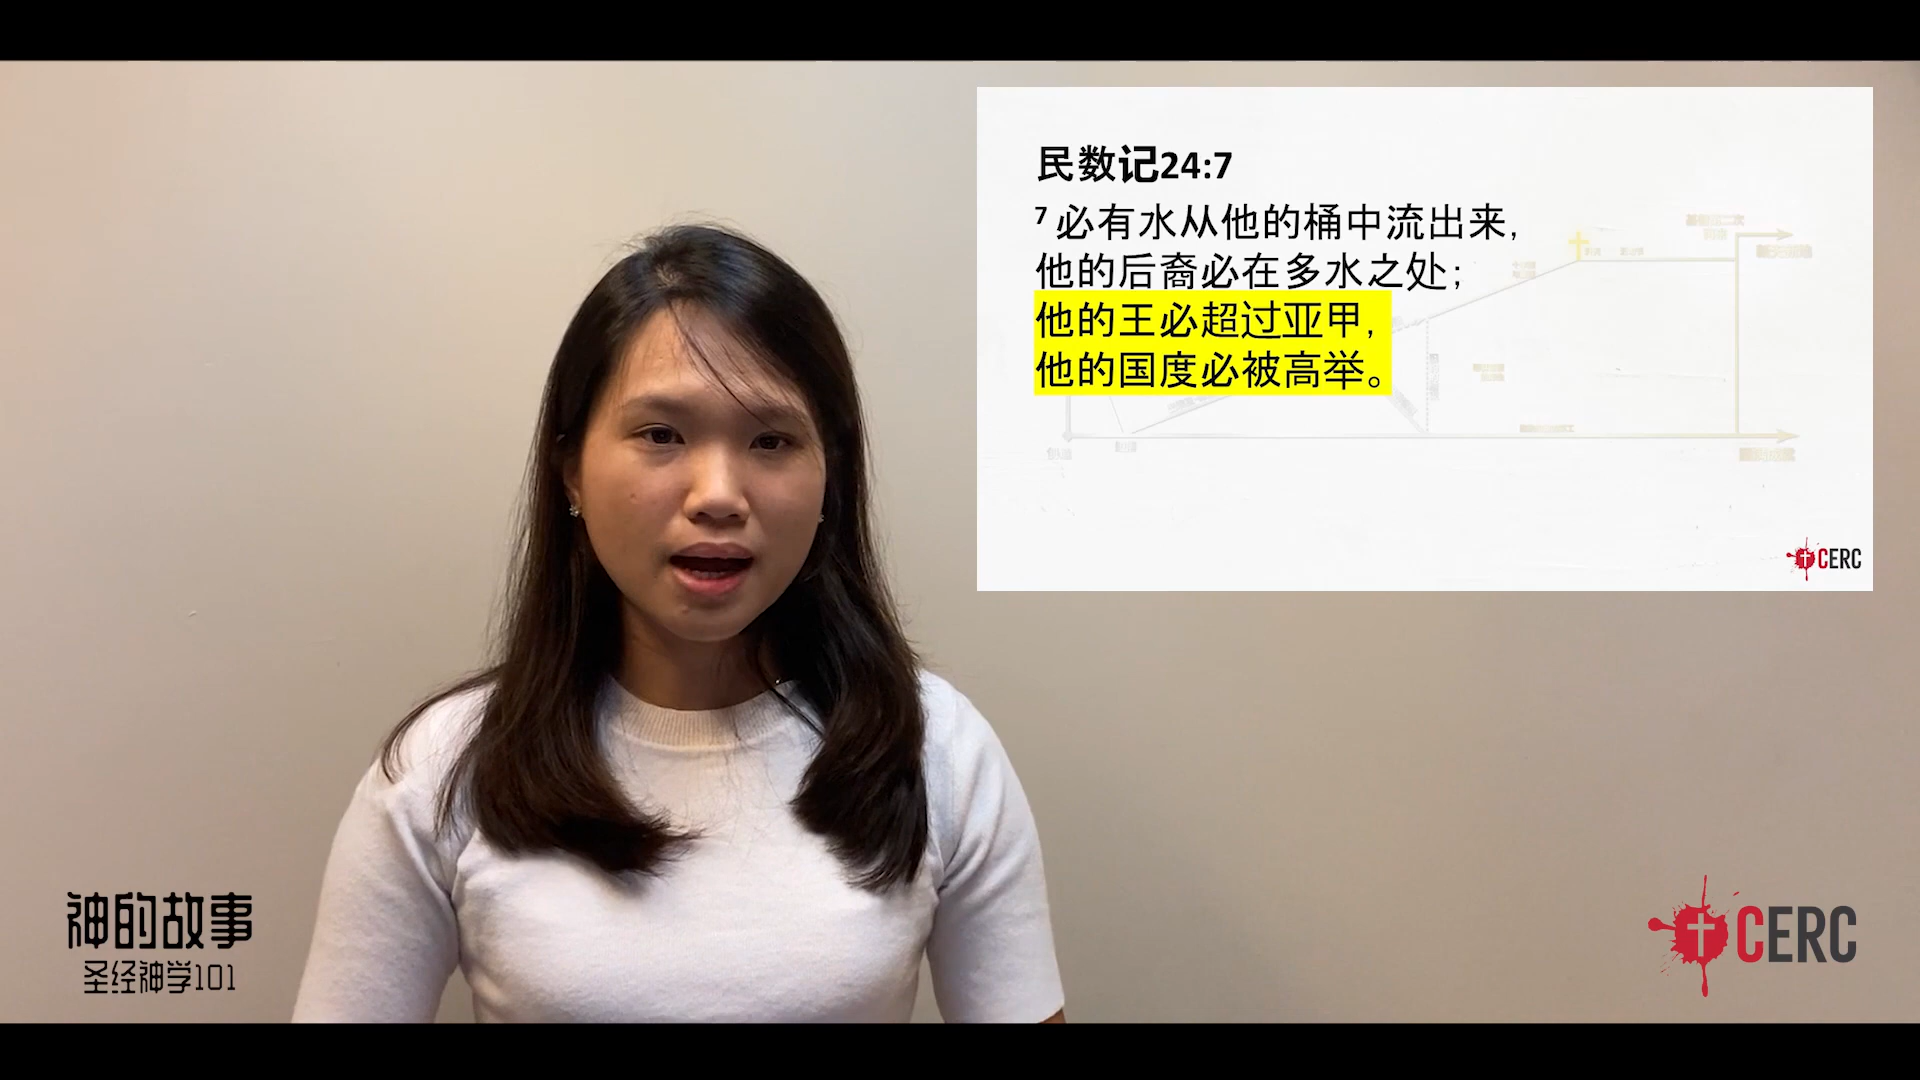 民数记24:7
7 必有水从他的桶中流出来,
他的后裔必在多水之处;
他的王必超过亚甲,
他的国度必被高举。
CERC
神的故事
圣经神学101
CERC